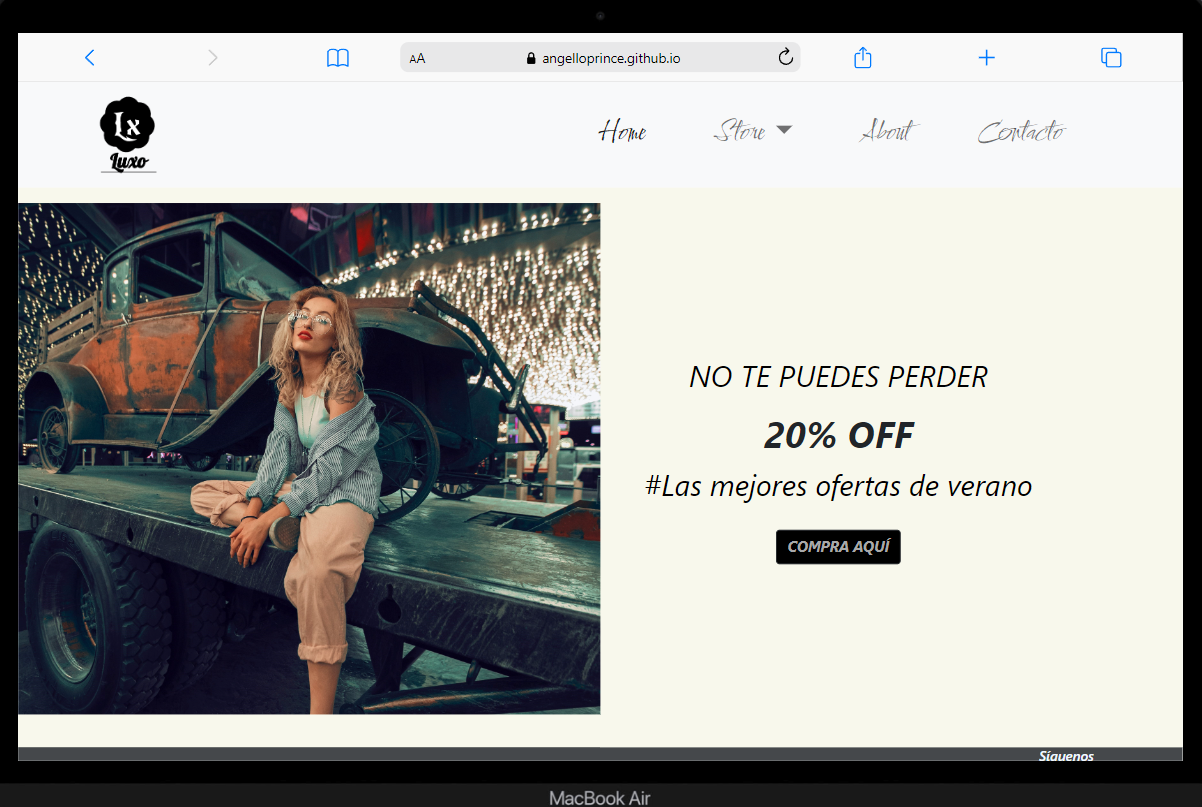 AA angelloprince.github.io
Lx
Luxo
Home Store About Contacto
NO TE PUEDES PERDER
20% OFF
#Las mejores ofertas de verano
COMPRA AQUÍ
Síguenos
MacBook Air